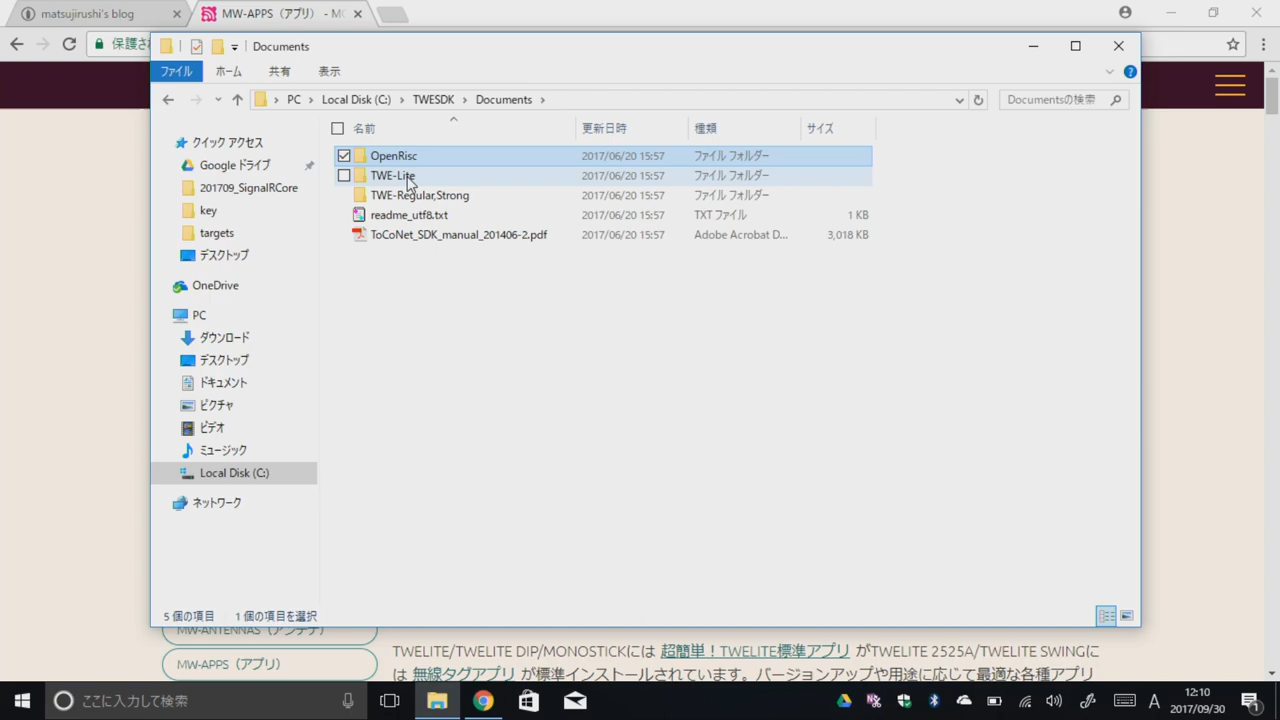 matsujirushi's blog
MW-APPS（アプリ） - MC
保護さ
Documents
ファイル ホーム 共有 表示
PC Local Disk (C:) TWESDK Documents
Documentsの検索
名前 更新日時 種類 サイズ
OpenRisc 2017/06/20 15:57 ファイル フォルダー
TWE-Lite 2017/06/20 15:57 ファイル フォルダー
TWE-Regular,Strong 2017/06/20 15:57 ファイル フォルダー
readme_utf8.txt 2017/06/20 15:57 TXT ファイル 1 KB
ToCoNet_SDK_manual_201406-2.pdf 2017/06/20 15:57 Adobe Acrobat D... 3,018 KB
クイック アクセス
Google ドライブ
201709_SignalRCore
key
targets
デスクトップ
OneDrive
PC
ダウンロード
デスクトップ
ドキュメント
ピクチャ
ビデオ
ミュージック
Local Disk (C:)
ネットワーク
5 個の項目 1 個の項目を選択
MW-ANTENNAS（アンテナ）
MW-APPS（アプリ）
TWELITE/TWELITE DIP/MONOSTICKには 超簡単！TWELITE標準アプリ がTWELITE 2525A/TWELITE SWINGに
は 無線タグアプリ が標準インストールされています。バージョンアップや用途に応じて最適な各種アプリ
ここに入力して検索
A
12:10
2017/09/30
1